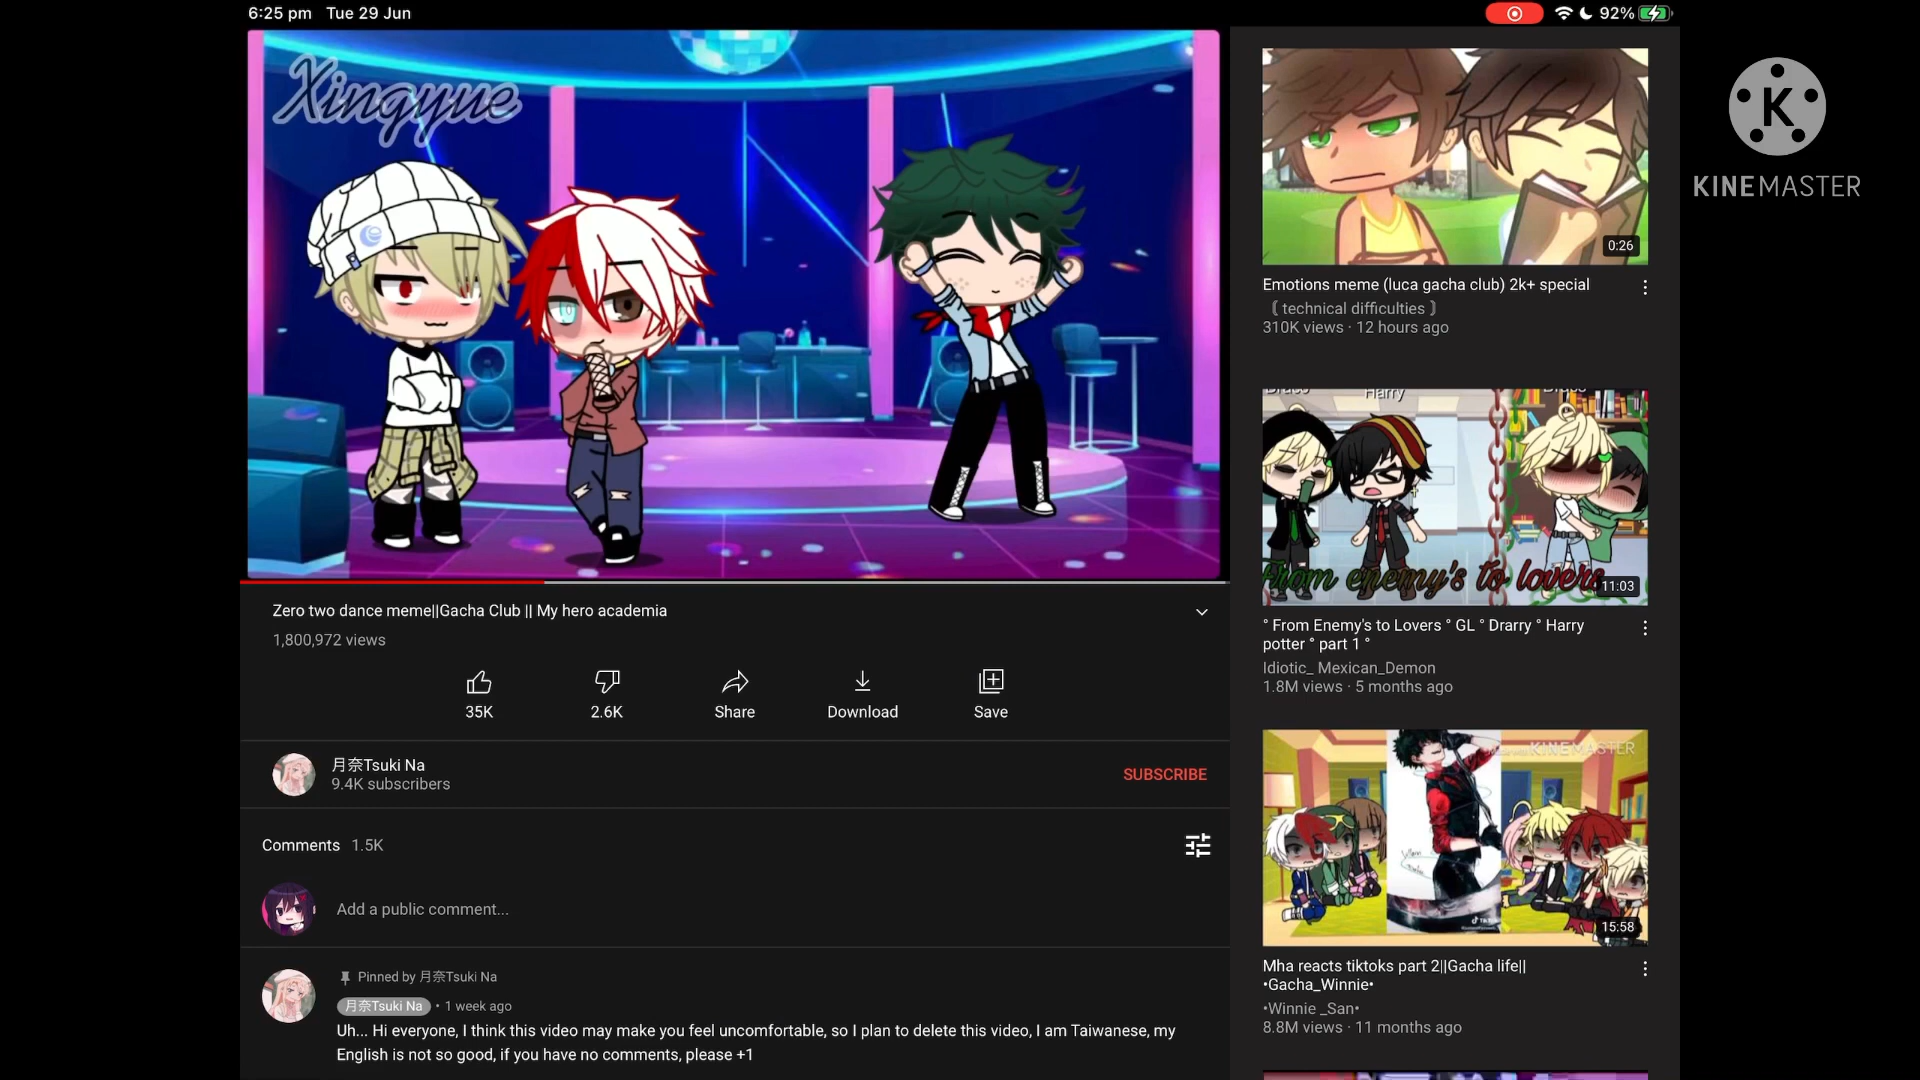 6:25 pm Tue 29 Jun
92%
Xingyue
KINEMASTER
0:26
Emotions meme (luca gacha club) 2k+ special
〘 technical difficulties 〙
310K views · 12 hours ago
Harry
From enemy's to lovers
11:03
° From Enemy's to Lovers ° GL ° Drarry ° Harry
potter ° part 1 °
Idiotic_ Mexican_Demon
1.8M views · 5 months ago
KINEMASTER
TikTok
15:58
Mha reacts tiktoks part 2||Gacha life||
•Gacha_Winnie•
•Winnie _San•
8.8M views · 11 months ago
Zero two dance meme||Gacha Club || My hero academia
1,800,972 views
35K
2.6K
Share
Download
Save
月奈Tsuki Na
9.4K subscribers
SUBSCRIBE
Comments 1.5K
Add a public comment...
Pinned by 月奈Tsuki Na
月奈Tsuki Na • 1 week ago
Uh... Hi everyone, I think this video may make you feel uncomfortable, so I plan to delete this video, I am Taiwanese, my
English is not so good, if you have no comments, please +1